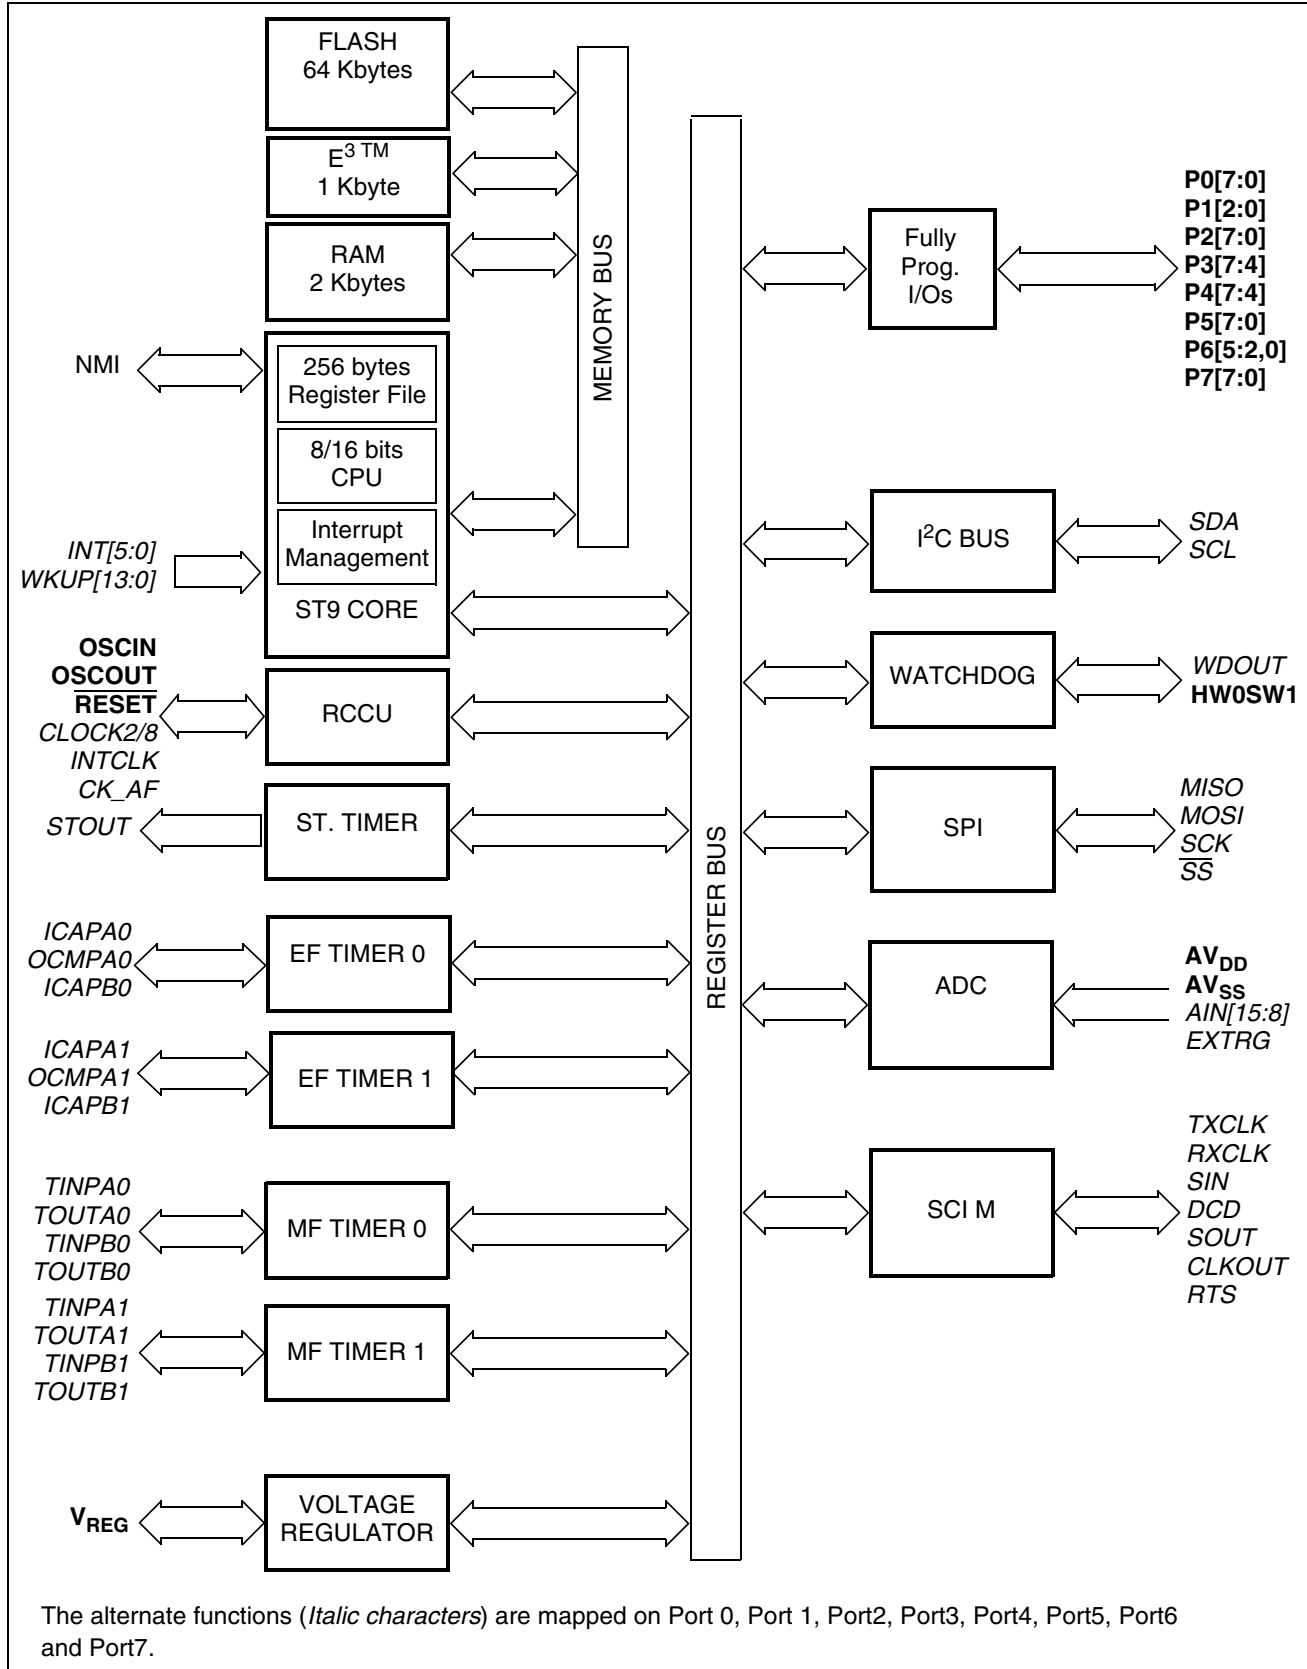 FLASH
64 Kbytes
E3 TM
1 Kbyte
RAM
2 Kbytes
NMI
256 bytes
Register File
8/16 bits
CPU
Interrupt
Management
ST9 CORE
INT[5:0]
WKUP[13:0]
MEMORY BUS
OSCIN
OSCOUT
RESET
CLOCK2/8
INTCLK
CK_AF
RCCU
STOUT
ST. TIMER
ICAPA0
OCMPA0
ICAPB0
EF TIMER 0
ICAPA1
OCMPA1
ICAPB1
EF TIMER 1
TINPA0
TOUTA0
TINPB0
TOUTB0
MF TIMER 0
TINPA1
TOUTA1
TINPB1
TOUTB1
MF TIMER 1
VREG
VOLTAGE
REGULATOR
REGISTER BUS
Fully
Prog.
I/Os
P0[7:0]
P1[2:0]
P2[7:0]
P3[7:4]
P4[7:4]
P5[7:0]
P6[5:2,0]
P7[7:0]
I2C BUS
SDA
SCL
WATCHDOG
WDOUT
HW0SW1
SPI
MISO
MOSI
SCK
SS
ADC
AVDD
AVSS
AIN[15:8]
EXTRG
SCI M
TXCLK
RXCLK
SIN
DCD
SOUT
CLKOUT
RTS
The alternate functions (Italic characters) are mapped on Port 0, Port 1, Port2, Port3, Port4, Port5, Port6
and Port7.